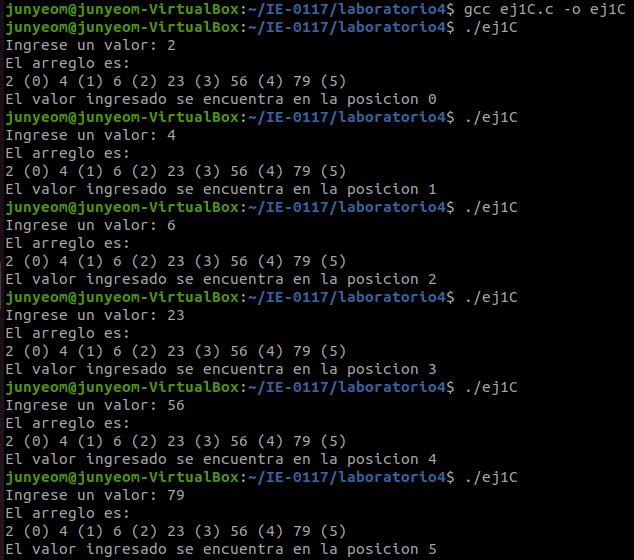 junyeom@junyeom-VirtualBox:~/IE-0117/laboratorio4$ gcc ej1C.c -o ej1C
junyeom@junyeom-VirtualBox:~/IE-0117/laboratorio4$ ./ej1C
Ingrese un valor: 2
El arreglo es:
2 (0) 4 (1) 6 (2) 23 (3) 56 (4) 79 (5)
El valor ingresado se encuentra en la posicion 0
junyeom@junyeom-VirtualBox:~/IE-0117/laboratorio4$ ./ej1C
Ingrese un valor: 4
El arreglo es:
2 (0) 4 (1) 6 (2) 23 (3) 56 (4) 79 (5)
El valor ingresado se encuentra en la posicion 1
junyeom@junyeom-VirtualBox:~/IE-0117/laboratorio4$ ./ej1C
Ingrese un valor: 6
El arreglo es:
2 (0) 4 (1) 6 (2) 23 (3) 56 (4) 79 (5)
El valor ingresado se encuentra en la posicion 2
junyeom@junyeom-VirtualBox:~/IE-0117/laboratorio4$ ./ej1C
Ingrese un valor: 23
El arreglo es:
2 (0) 4 (1) 6 (2) 23 (3) 56 (4) 79 (5)
El valor ingresado se encuentra en la posicion 3
junyeom@junyeom-VirtualBox:~/IE-0117/laboratorio4$ ./ej1C
Ingrese un valor: 56
El arreglo es:
2 (0) 4 (1) 6 (2) 23 (3) 56 (4) 79 (5)
El valor ingresado se encuentra en la posicion 4
junyeom@junyeom-VirtualBox:~/IE-0117/laboratorio4$ ./ej1C
Ingrese un valor: 79
El arreglo es:
2 (0) 4 (1) 6 (2) 23 (3) 56 (4) 79 (5)
El valor ingresado se encuentra en la posicion 5